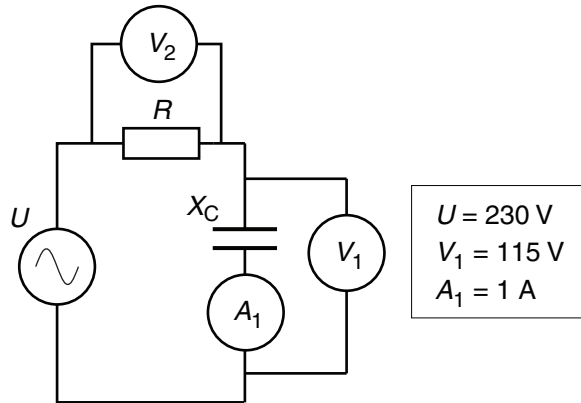 V2
R
XC
U
V1
A1
U = 230 V
V1 = 115 V
A1 = 1 A